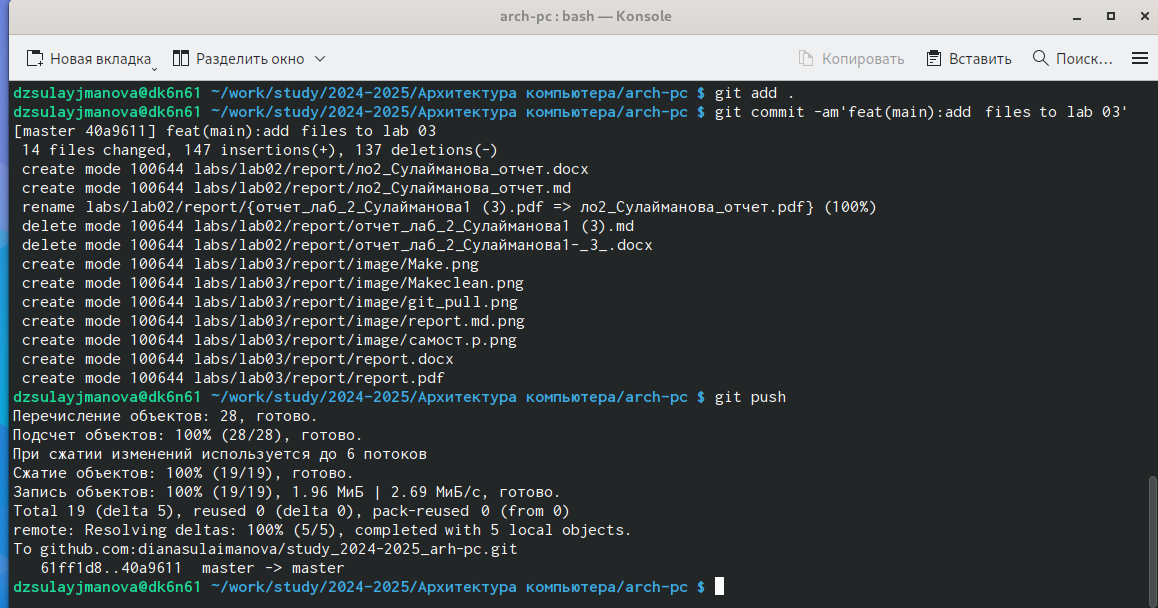 arch-pc : bash — Konsole
Новая вкладка Разделить окно Копировать Вставить Поиск...
dzsulayjmanova@dk6n61 ~/work/study/2024-2025/Архитектура компьютера/arch-pc $ git add .
dzsulayjmanova@dk6n61 ~/work/study/2024-2025/Архитектура компьютера/arch-pc $ git commit -am'feat(main):add  files to lab 03'
[master 40a9611] feat(main):add  files to lab 03
 14 files changed, 147 insertions(+), 137 deletions(-)
 create mode 100644 labs/lab02/report/ло2_Сулайманова_отчет.docx
 create mode 100644 labs/lab02/report/ло2_Сулайманова_отчет.md
 rename labs/lab02/report/{отчет_лаб_2_Сулайманова1 (3).pdf => ло2_Сулайманова_отчет.pdf} (100%)
 delete mode 100644 labs/lab02/report/отчет_лаб_2_Сулайманова1 (3).md
 delete mode 100644 labs/lab02/report/отчет_лаб_2_Сулайманова1-_3_.docx
 create mode 100644 labs/lab03/report/image/Make.png
 create mode 100644 labs/lab03/report/image/Makeclean.png
 create mode 100644 labs/lab03/report/image/git_pull.png
 create mode 100644 labs/lab03/report/image/report.md.png
 create mode 100644 labs/lab03/report/image/самост.р.png
 create mode 100644 labs/lab03/report/report.docx
 create mode 100644 labs/lab03/report/report.pdf
dzsulayjmanova@dk6n61 ~/work/study/2024-2025/Архитектура компьютера/arch-pc $ git push
Перечисление объектов: 28, готово.
Подсчет объектов: 100% (28/28), готово.
При сжатии изменений используется до 6 потоков
Сжатие объектов: 100% (19/19), готово.
Запись объектов: 100% (19/19), 1.96 МиБ | 2.69 МиБ/с, готово.
Total 19 (delta 5), reused 0 (delta 0), pack-reused 0 (from 0)
remote: Resolving deltas: 100% (5/5), completed with 5 local objects.
To github.com:dianasulaimanova/study_2024-2025_arh-pc.git
   61ff1d8..40a9611  master -> master
dzsulayjmanova@dk6n61 ~/work/study/2024-2025/Архитектура компьютера/arch-pc $